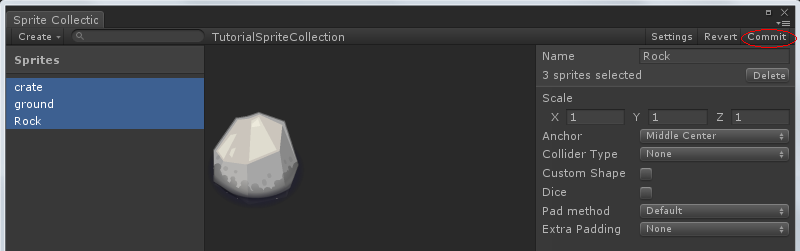 Sprite Collectic
Create
TutorialSpriteCollection
Settings Revert Commit
Sprites
crate
ground
Rock
Name Rock
3 sprites selected Delete
Scale
X 1 Y 1 Z 1
Anchor Middle Center
Collider Type None
Custom Shape
Dice
Pad method Default
Extra Padding None